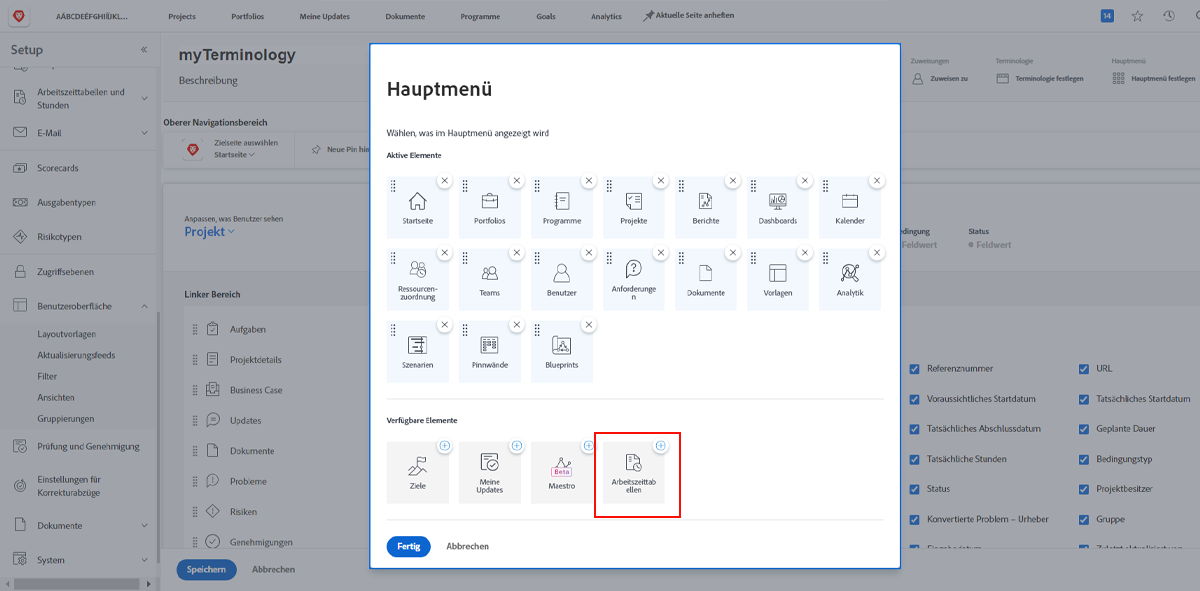 AÁBCDEÉFGHIÍJKL...
Projects
Portfolios
Meine Updates
Dokumente
Programme
Goals
Analytics
Aktuelle Seite anheften
14
Setup
Arbeitszeittabellen und
Stunden
E-Mail
Scorecards
Ausgabentypen
Risikotypen
Zugriffsebenen
Benutzeroberfläche
Layoutvorlagen
Aktualisierungsfeeds
Filter
Ansichten
Gruppierungen
Prüfung und Genehmigung
Einstellungen für
Korrekturabzüge
Dokumente
System
myTerminology
Beschreibung
Zuweisungen
Zuweisen zu
Terminologie
Terminologie festlegen
Hauptmenü
Hauptmenü festlegen
Oberer Navigationsbereich
Zielseite auswählen
Startseite
Neue Pin hin
Anpassen, was Benutzer sehen
Projekt
dingung
Feldwert
Status
Feldwert
Linker Bereich
Aufgaben
Projektdetails
Business Case
Updates
Dokumente
Probleme
Risiken
Genehmigungen
Speichern
Abbrechen
Hauptmenü
Wählen, was im Hauptmenü angezeigt wird
Aktive Elemente
Startseite
Portfolios
Programme
Projekte
Berichte
Dashboards
Kalender
Ressourcen-
zuordnung
Teams
Benutzer
Anforderunge
n
Dokumente
Vorlagen
Analytik
Szenarien
Pinnwände
Blueprints
Verfügbare Elemente
Ziele
Meine
Updates
Beta
Maestro
Arbeitszeittab
ellen
Fertig
Abbrechen
Referenznummer
URL
Voraussichtliches Startdatum
Tatsächliches Startdatum
Tatsächliches Abschlussdatum
Geplante Dauer
Tatsächliche Stunden
Bedingungstyp
Status
Projektbesitzer
Konvertierte Problem – Urheber
Gruppe